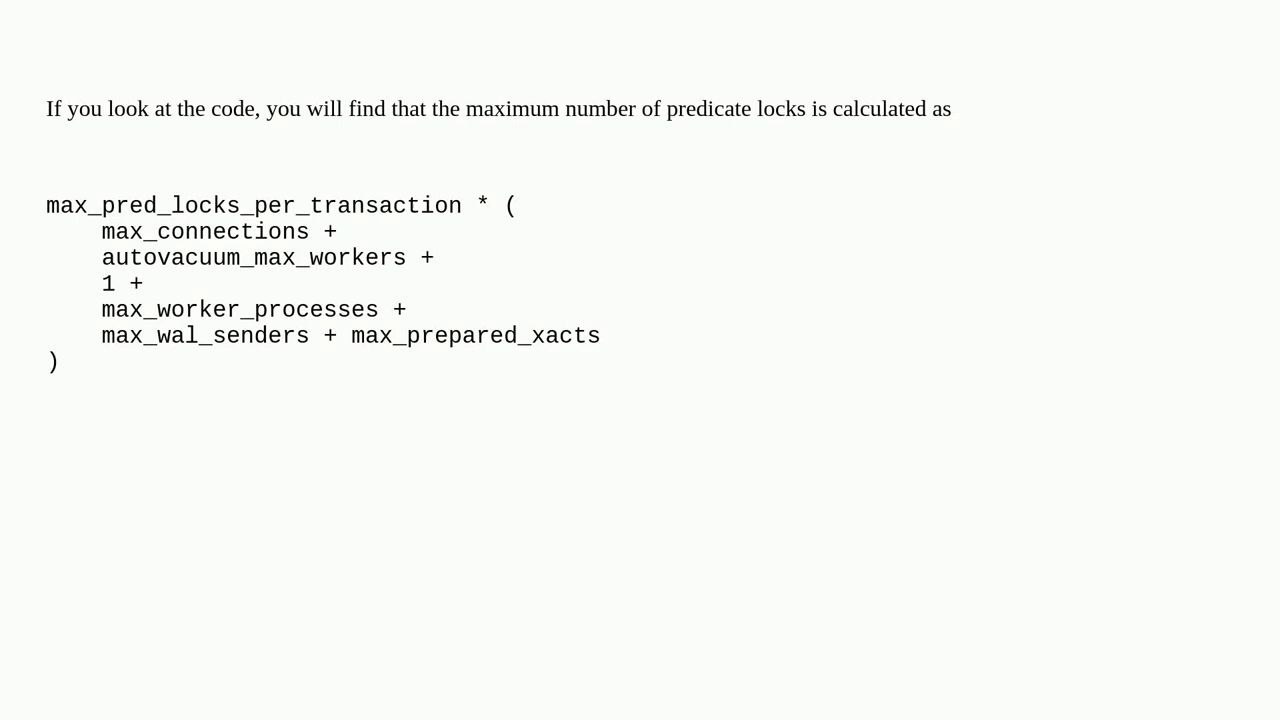 If you look at the code, you will find that the maximum number of predicate locks is calculated as
max_pred_locks_per_transaction * (
    max_connections +
    autovacuum_max_workers +
    1 +
    max_worker_processes +
    max_wal_senders + max_prepared_xacts
)